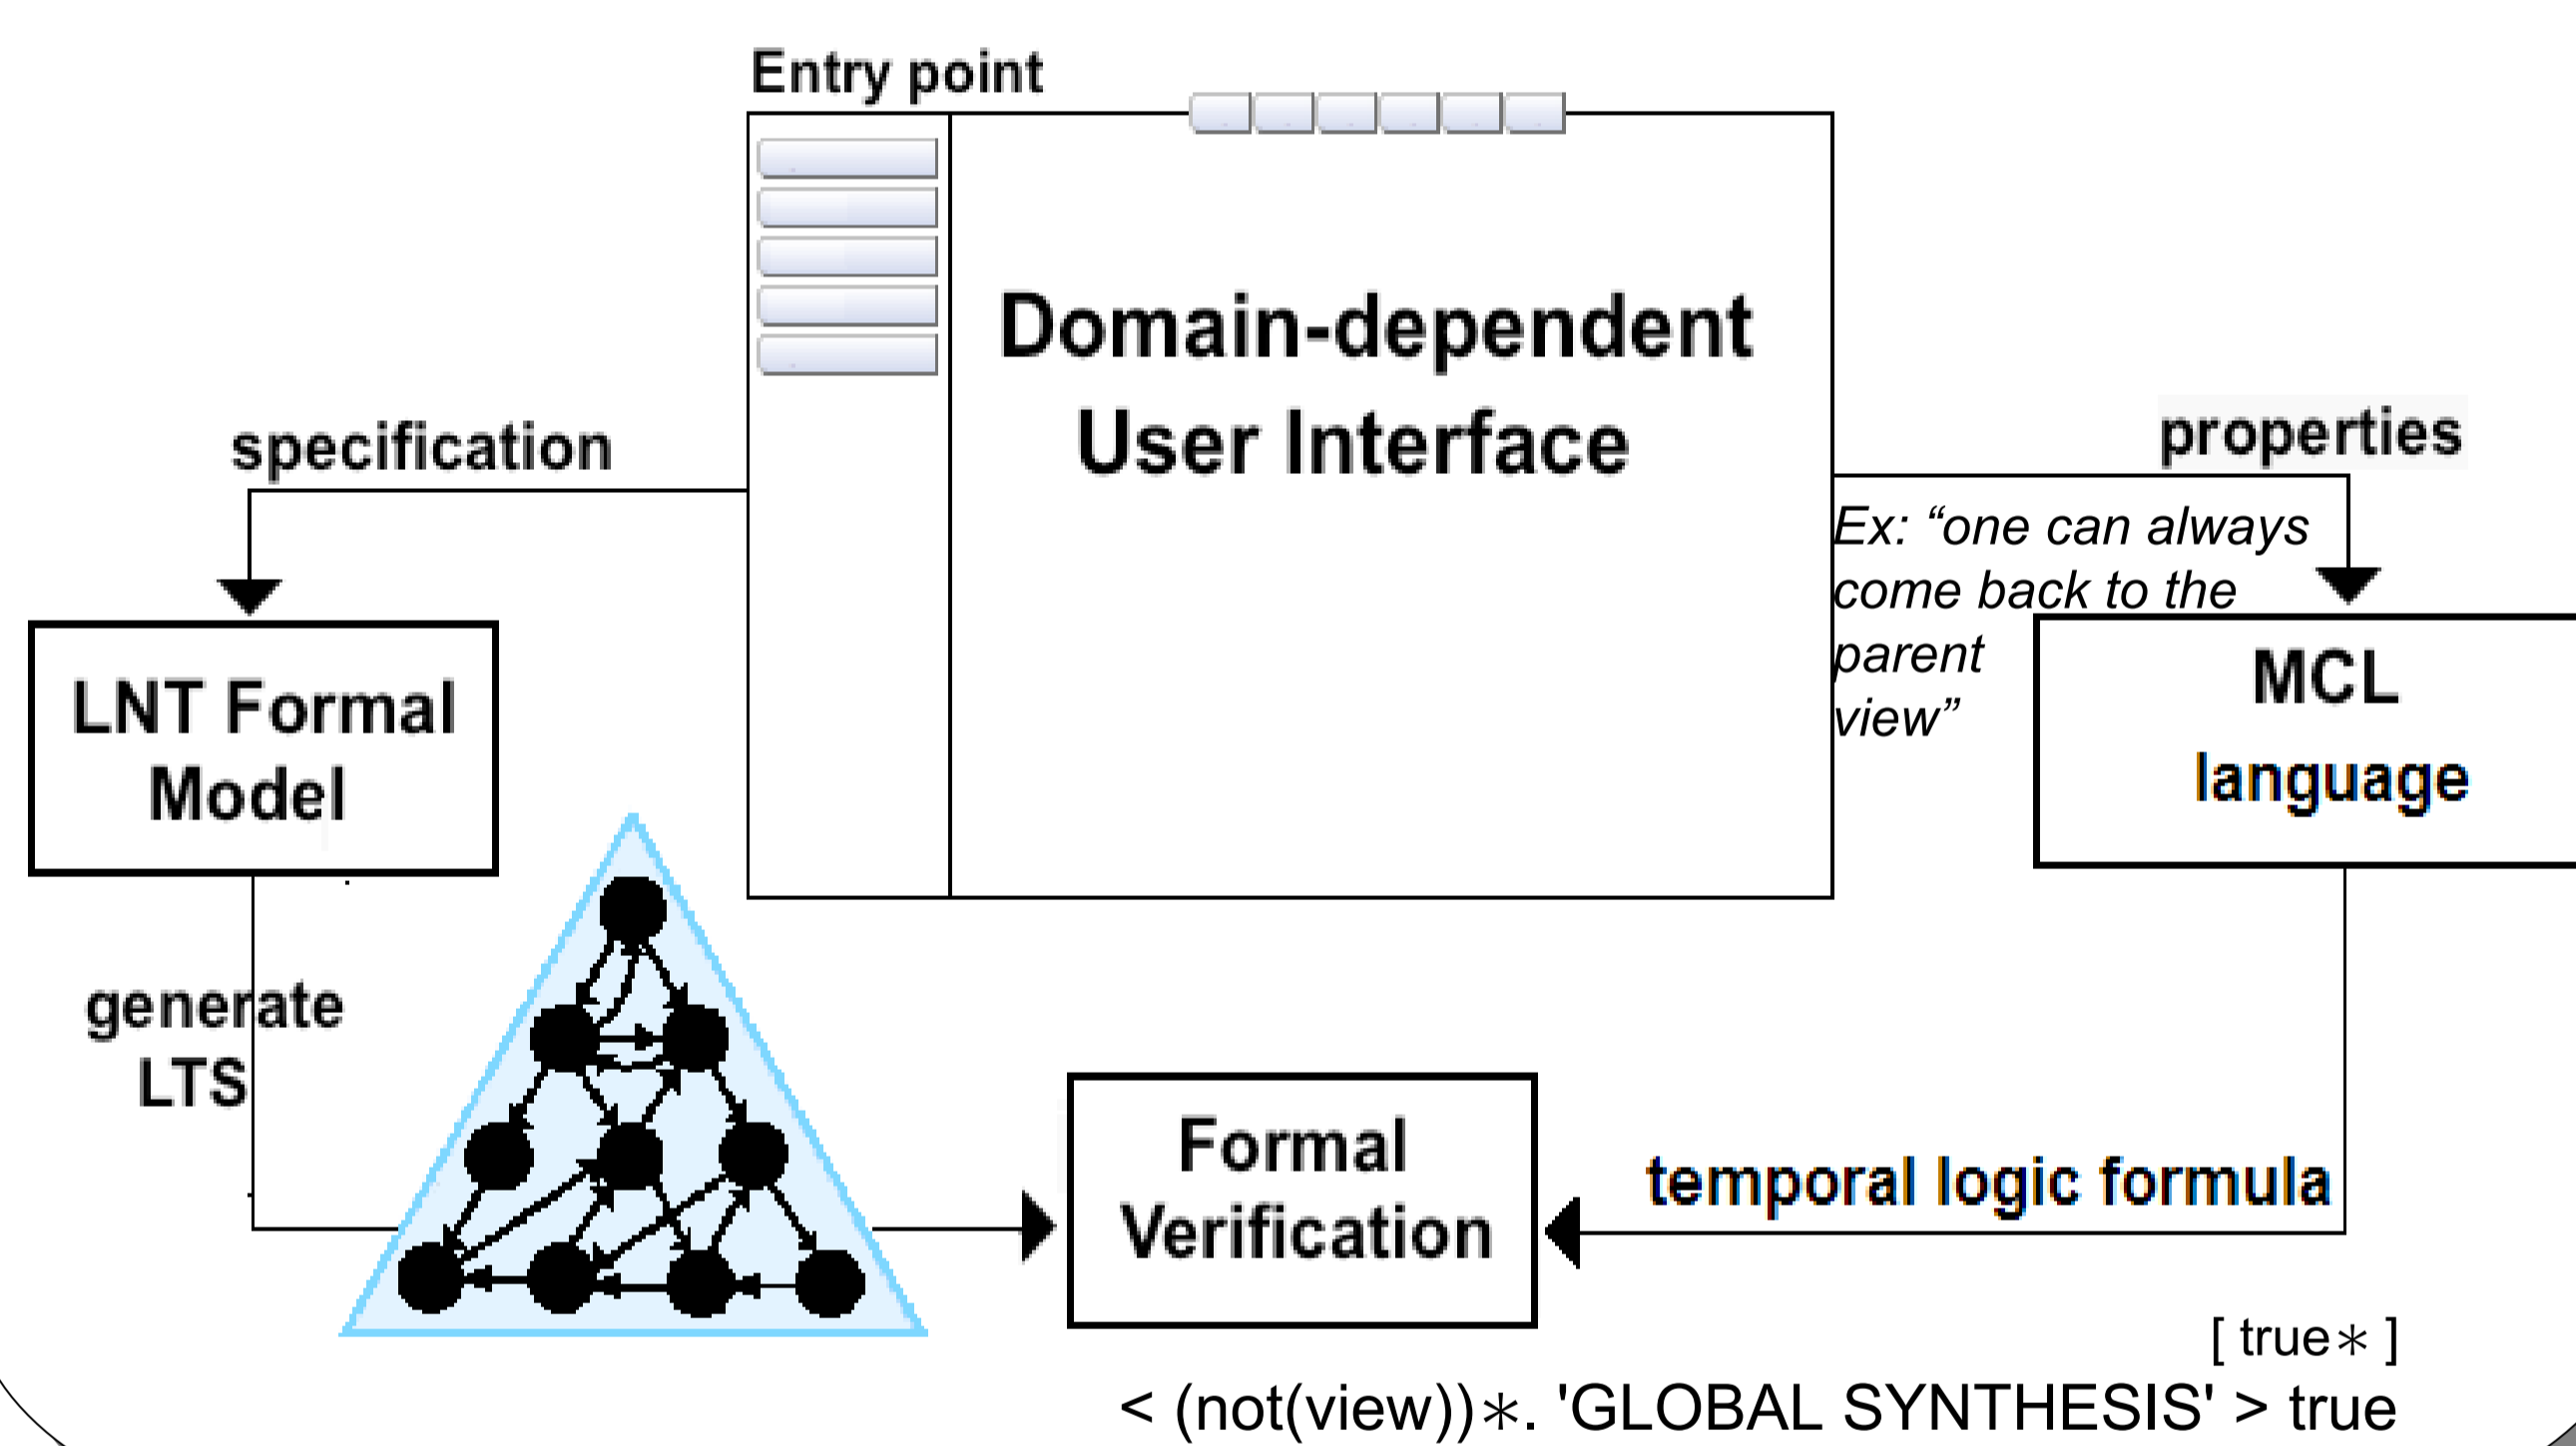 Entry point
Domain-dependent
User Interface
specification
properties
Ex: “one can always
come back to the
parent
view”
LNT Formal
Model
MCL
language
generate
LTS
Formal
Verification
temporal logic formula
[ true* ]
< (not(view))*. 'GLOBAL SYNTHESIS' > true